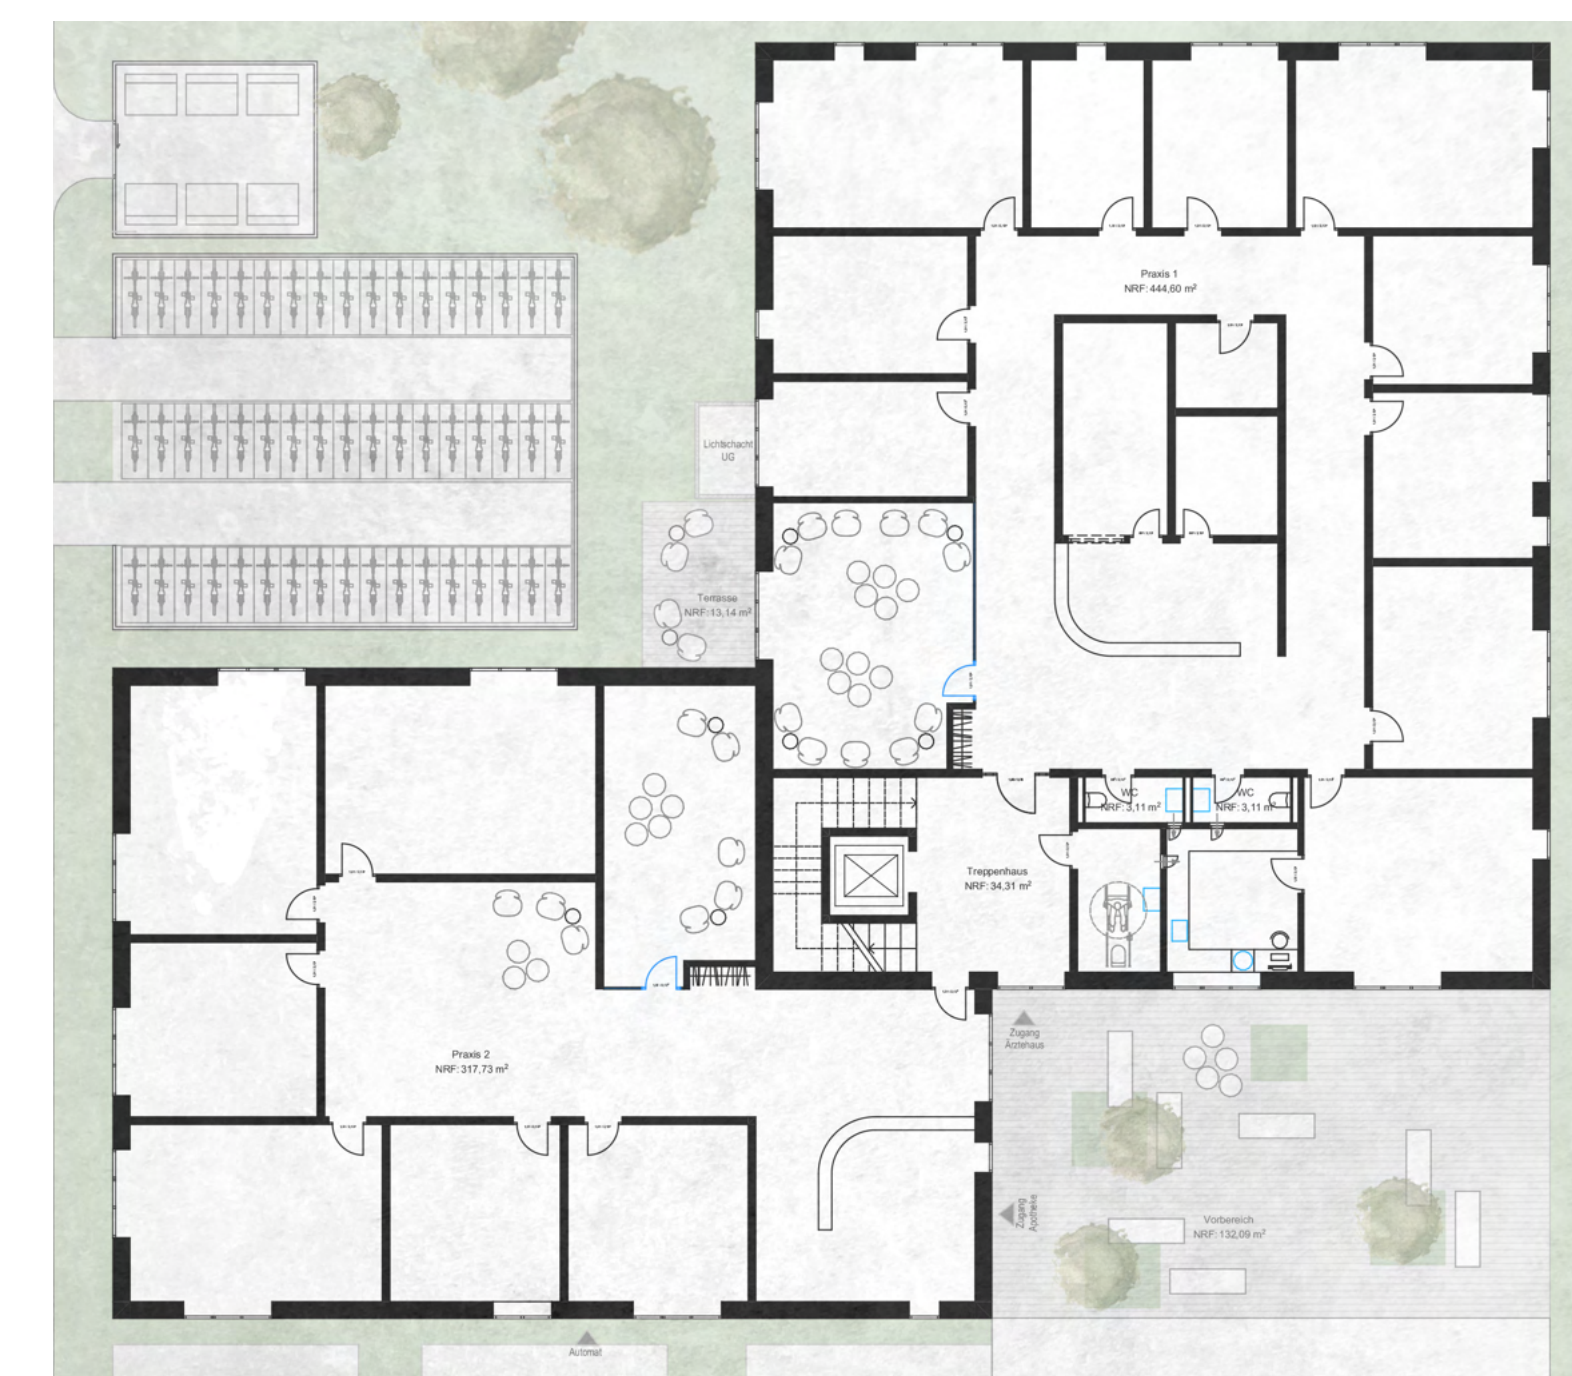 Praxis 1
NRF: 444,60 m²
Lichtschacht
UG
Terrasse
NRF: 13,14 m²
WC
NRF: 3,11 m²
WC
NRF: 3,11 m²
Treppenhaus
NRF: 34,31 m²
Praxis 2
NRF: 317,73 m²
Zugang
Ärztehaus
Zugang
Apotheke
Vorbereich
NRF: 132,09 m²
Automat